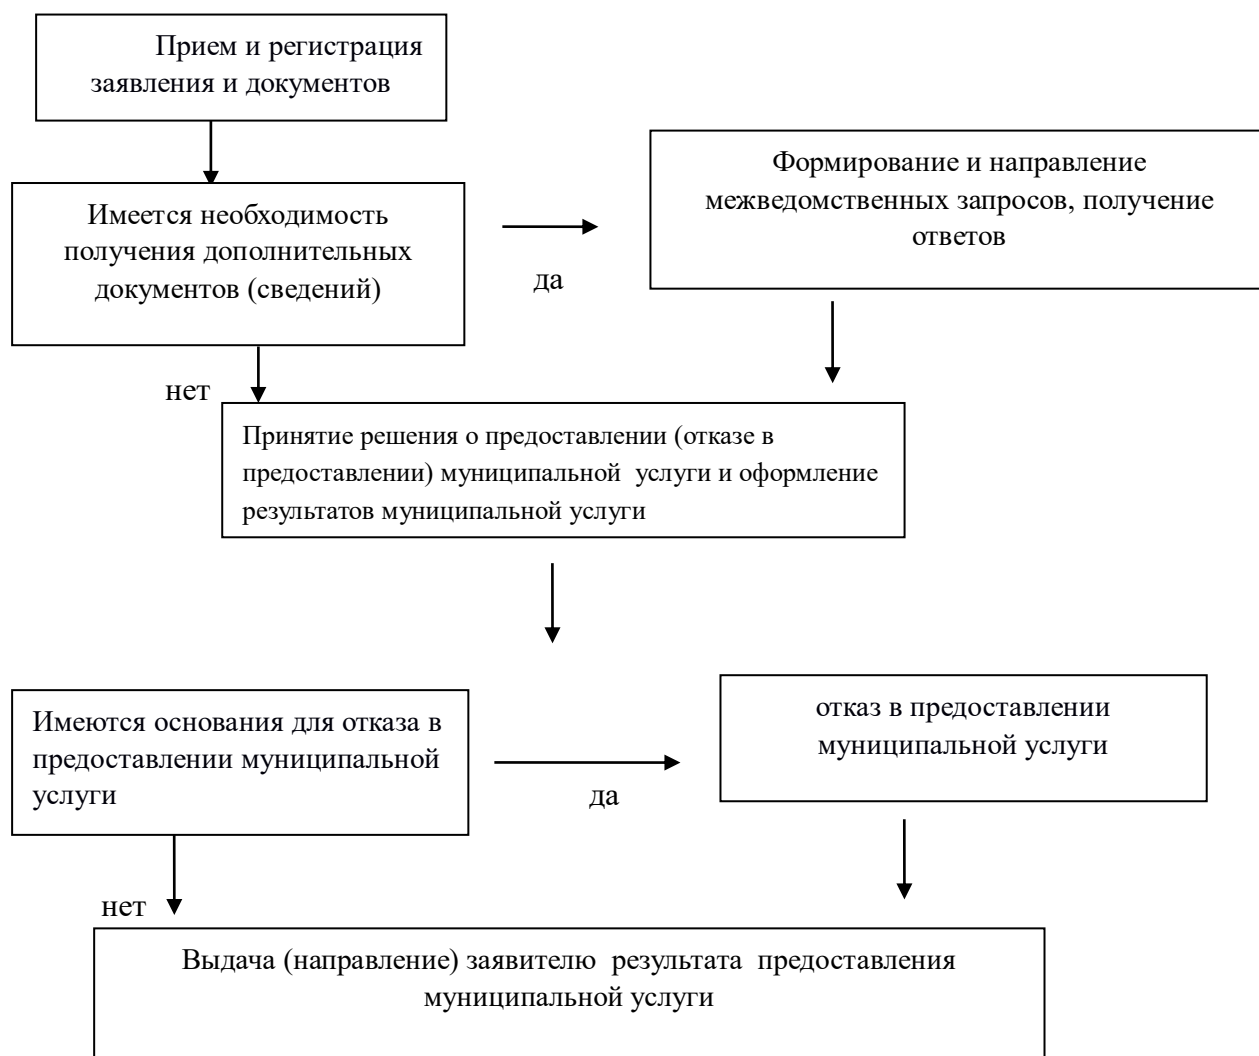 Прием и регистрация
заявления и документов
Имеется необходимость
получения дополнительных
документов (сведений)
да
Формирование и направление
межведомственных запросов, получение
ответов
нет
Принятие решения о предоставлении (отказе в
предоставлении) муниципальной услуги и оформление
результатов муниципальной услуги
Имеются основания для отказа в
предоставлении муниципальной
услуги
да
отказ в предоставлении
муниципальной услуги
нет
Выдача (направление) заявителю результата предоставления
муниципальной услуги